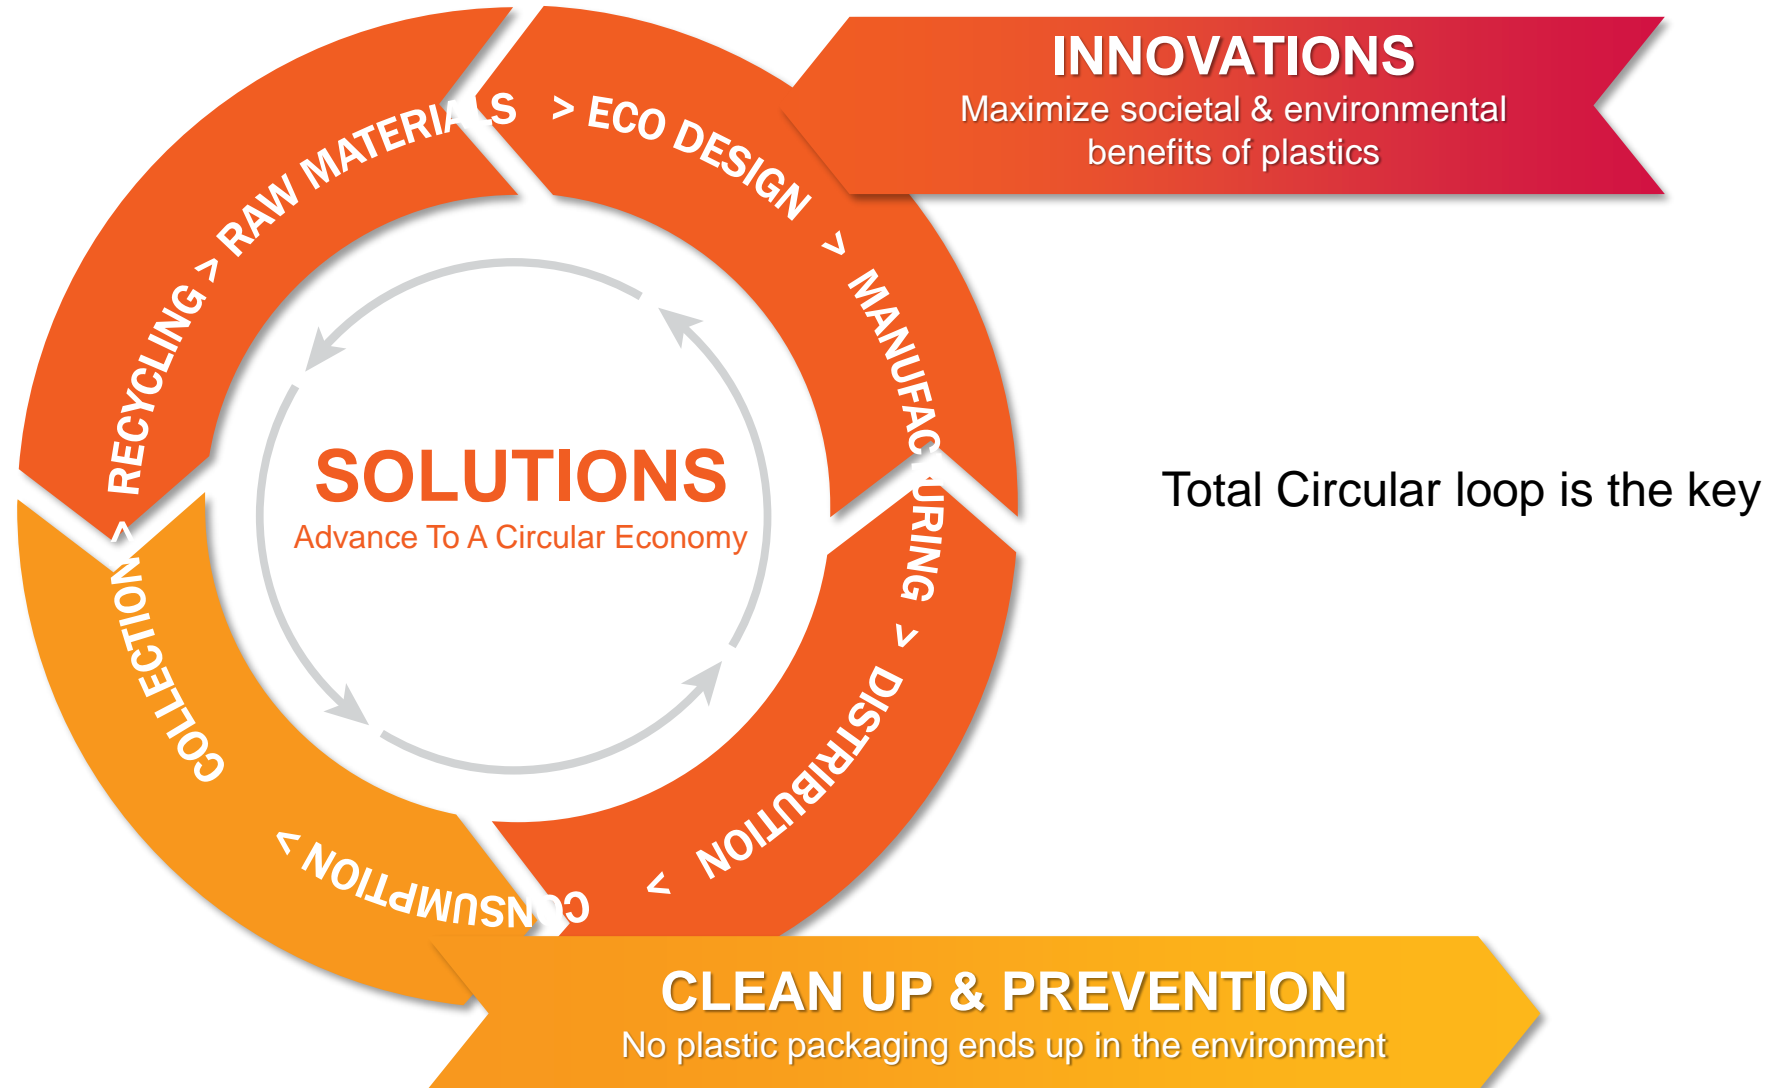 INNOVATIONS
Maximize societal & environmental
benefits of plastics
> ECO DESIGN > MANUFACTURING > DISTRIBUTION > CONSUMPTION > COLLECTION > RECYCLING > RAW MATERIALS
SOLUTIONS
Advance To A Circular Economy
Total Circular loop is the key
CLEAN UP & PREVENTION
No plastic packaging ends up in the environment